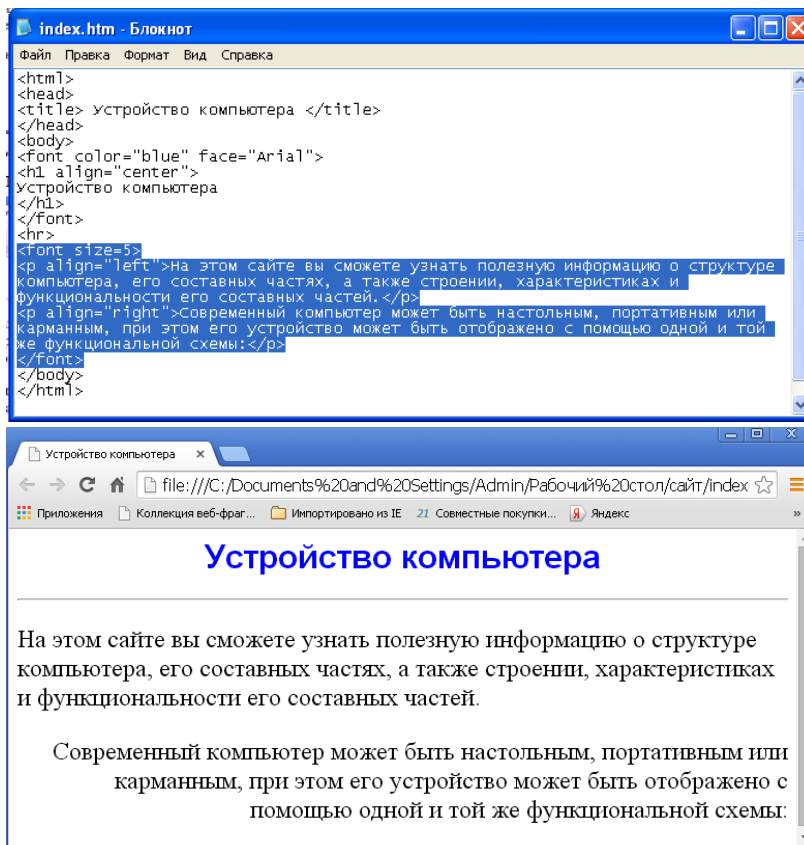 index.htm - Блокнот
Файл Правка Формат Вид Справка
<html>
<head>
<title> Устройство компьютера </title>
</head>
<body>
<font color="blue" face="Arial">
<h1 align="center">
Устройство компьютера
</h1>
</font>
<hr>
<font size=5>
<p align="left">На этом сайте вы сможете узнать полезную информацию о структуре
компьютера, его составных частях, а также строении, характеристиках и
функциональности его составных частей.</p>
<p align="right">Современный компьютер может быть настольным, портативным или
карманным, при этом его устройство может быть отображено с помощью одной и той
же функциональной схемы:</p>
</font>
</body>
</html>
Устройство компьютера
file:///C:/Documents%20and%20Settings/Admin/Рабочий%20стол/сайт/index
Приложения Коллекция веб-фраг... Импортировано из IE 21 Совместные покупки... Я Яндекс »
Устройство компьютера
На этом сайте вы сможете узнать полезную информацию о структуре
компьютера, его составных частях, а также строении, характеристиках
и функциональности его составных частей.
Современный компьютер может быть настольным, портативным или
карманным, при этом его устройство может быть отображено с
помощью одной и той же функциональной схемы: